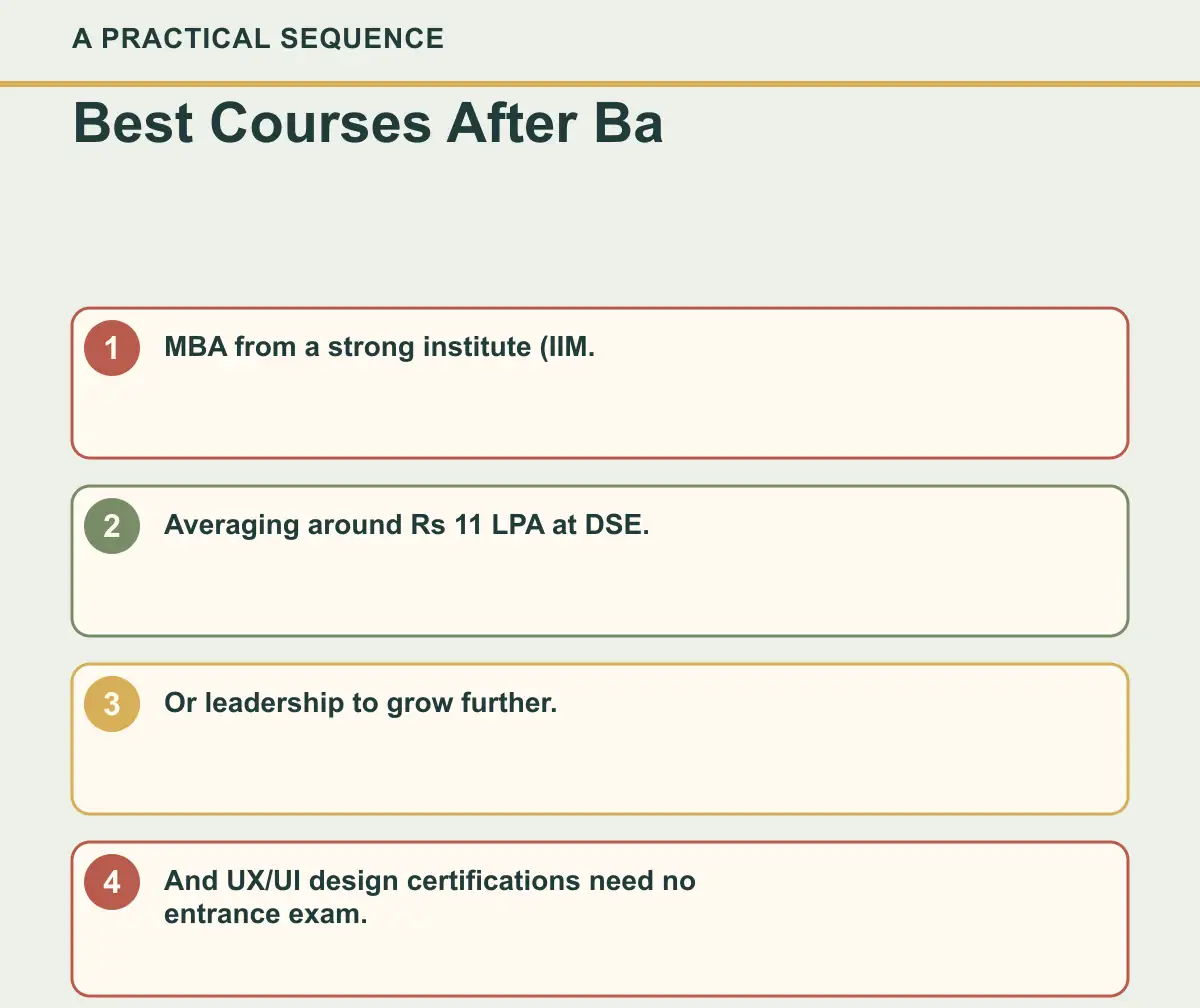 A PRACTICAL SEQUENCE
Best Courses After Ba
1
MBA from a strong institute (IIM.
2
Averaging around Rs 11 LPA at DSE.
3
Or leadership to grow further.
4
And UX/UI design certifications need no
entrance exam.